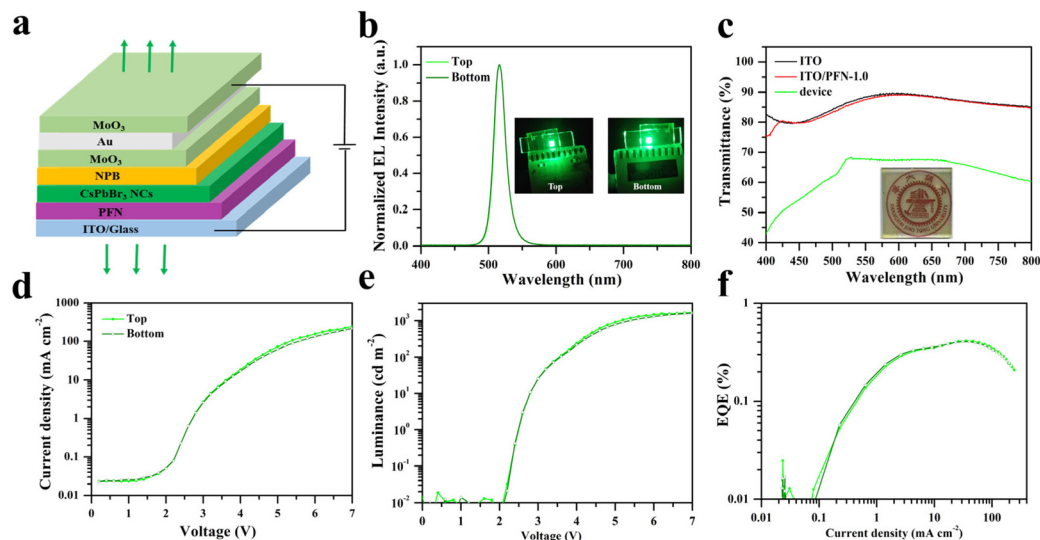 a
MoO₃
Au
MoO₃
NPB
CsPbBr₃ NCs
PFN
ITO/Glass
b
Normalized EL Intensity (a.u.)
1.0
0.8
0.6
0.4
0.2
0.0
Top
Bottom
Top
Bottom
400 500 600 700 800
Wavelength (nm)
c
Transmittance (%)
100
90
80
70
60
50
40
ITO
ITO/PFN-1.0
device
400 450 500 550 600 650 700 750 800
Wavelength (nm)
d
Current density (mA cm⁻²)
1000
100
10
1
0.1
0.01
Top
Bottom
0 1 2 3 4 5 6 7
Voltage (V)
e
Luminance (cd m⁻²)
10³
10²
10¹
10⁰
10⁻¹
10⁻²
0 1 2 3 4 5 6 7
Voltage (V)
f
EQE (%)
1
0.1
0.01
0.01 0.1 1 10 100
Current density (mA cm⁻²)